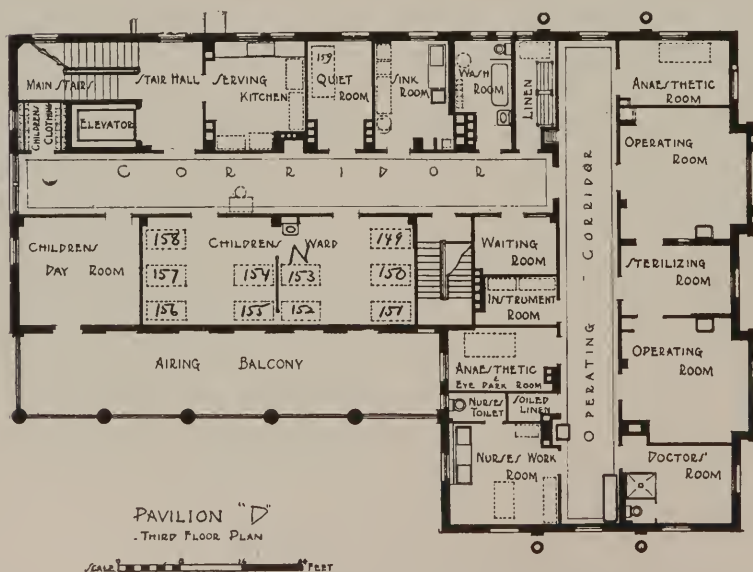 MAIN STAIRS
STAIR HALL
SERVING
KITCHEN
159
QUIET
ROOM
SINK
ROOM
WASH
ROOM
LINEN
ANAESTHETIC
ROOM
CHILDRENS
CLOTHING
ELEVATOR
OPERATING
ROOM
CORRIDOR
OPERATING - CORRIDOR
CHILDRENS
DAY ROOM
158
157
156
CHILDRENS WARD
N
154
153
155
152
149
150
151
WAITING
ROOM
INSTRUMENT
ROOM
STERILIZING
ROOM
AIRING BALCONY
ANAESTHETIC
&
EYE DARK ROOM
OPERATING
ROOM
NURSES
TOILET
SOILED
LINEN
NURSES WORK
ROOM
DOCTORS'
ROOM
PAVILION "D"
- THIRD FLOOR PLAN
SCALE
FEET